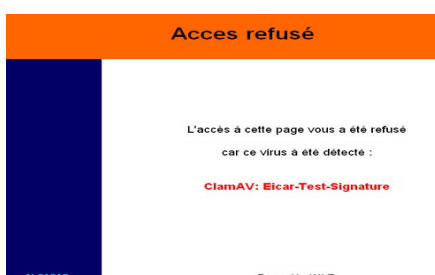 Acces refusé
L'accès á cette page vous a été refusé
car ce virus á été détecté :
ClamAV: Eicar-Test-Signature